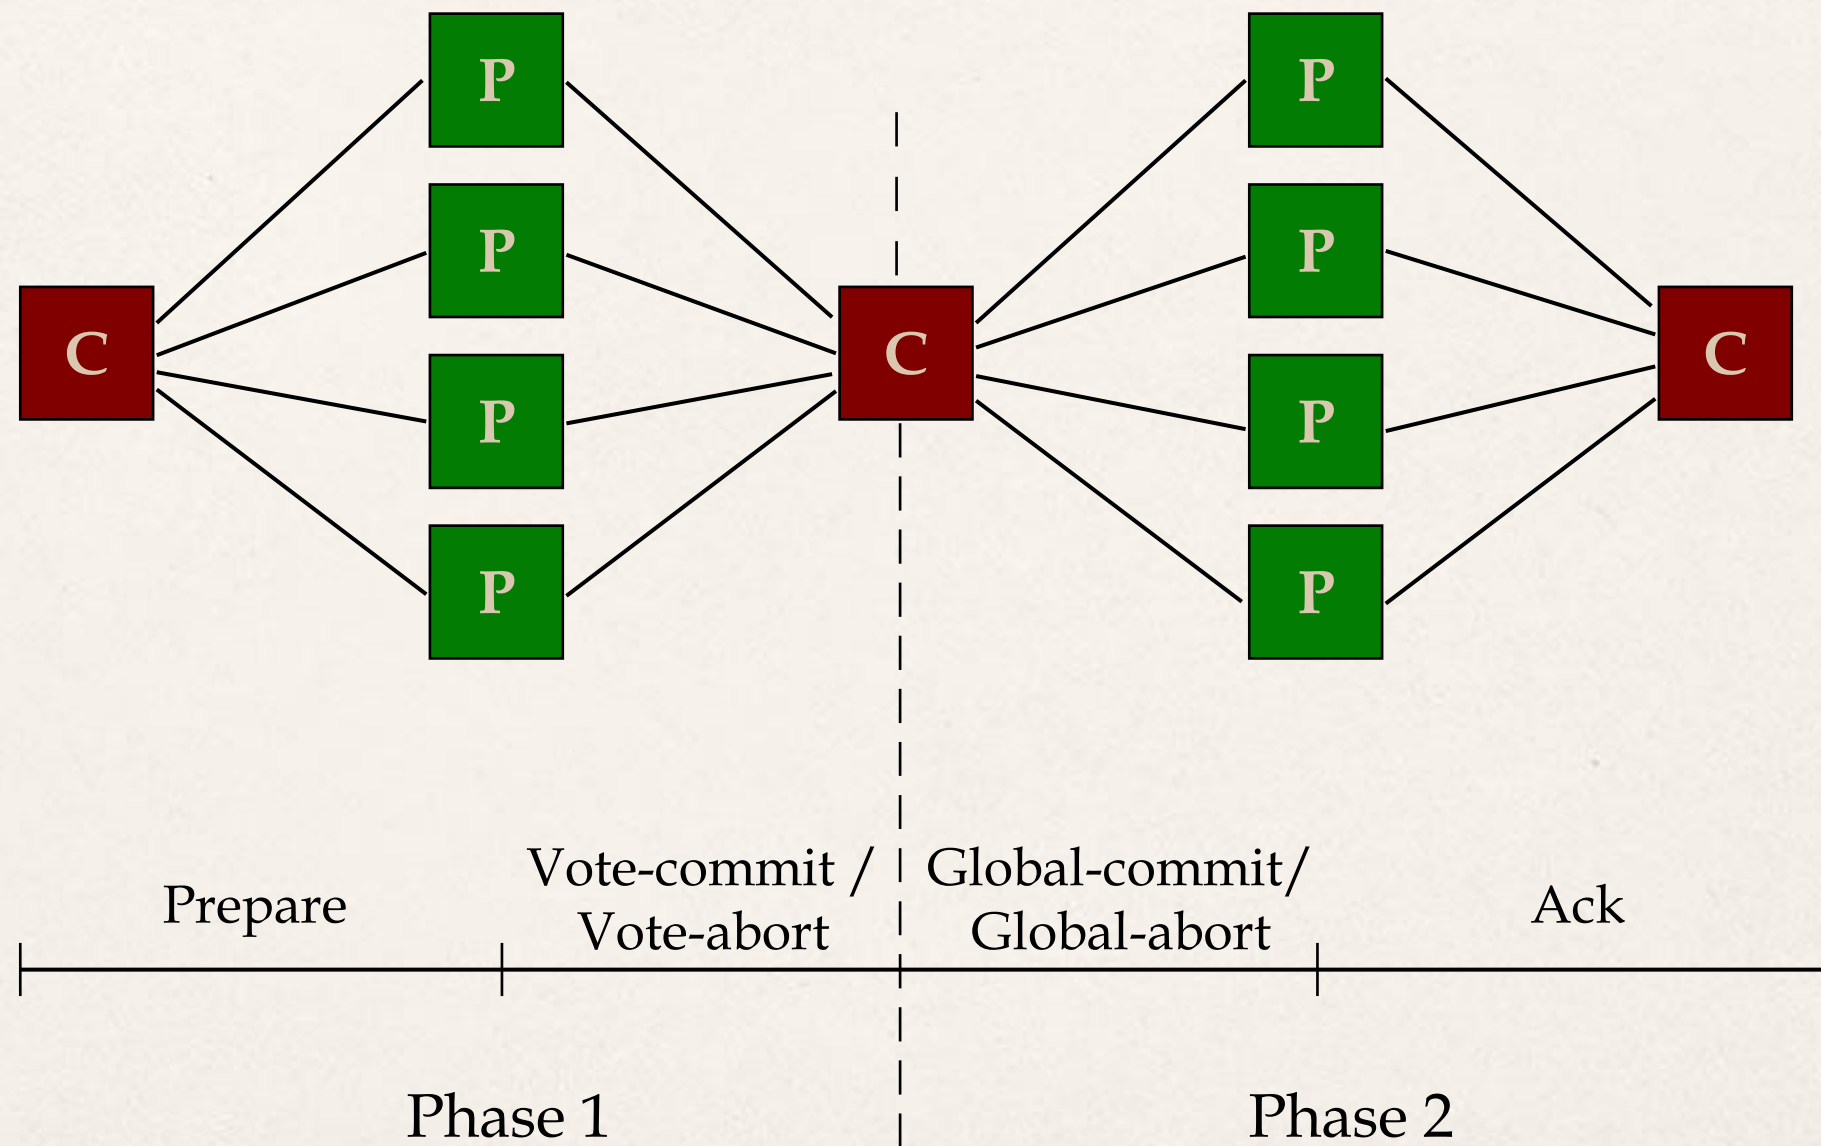 P
P
P
P
P
P
P
P
C
C
C
Prepare
Vote-commit /
Vote-abort
Global-commit/
Global-abort
Ack
Phase 1
Phase 2